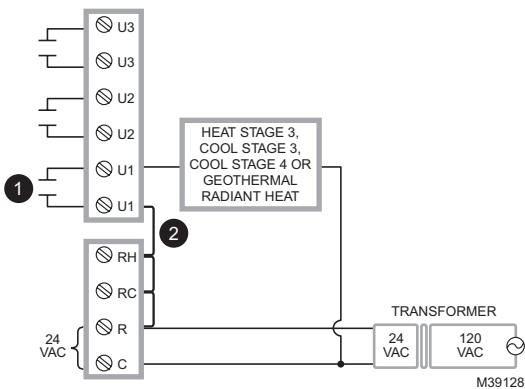 U3
U3
U2
U2
U1
U1
1
HEAT STAGE 3,
COOL STAGE 3,
COOL STAGE 4 OR
GEOTHERMAL
RADIANT HEAT
2
RH
RC
R
C
24
VAC
TRANSFORMER
24
VAC
120
VAC
M39128